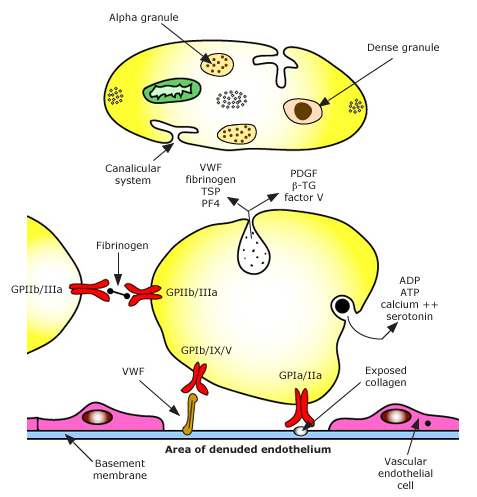 Alpha granule
Dense granule
Canalicular
system
VWF
fibrinogen
TSP
PF4
PDGF
β-TG
factor V
Fibrinogen
GPIIb/IIIa
GPIIb/IIIa
ADP
ATP
calcium ++
serotonin
GPIb/IX/V
VWF
GPIa/IIa
Exposed
collagen
Area of denuded endothelium
Basement
membrane
Vascular
endothelial
cell